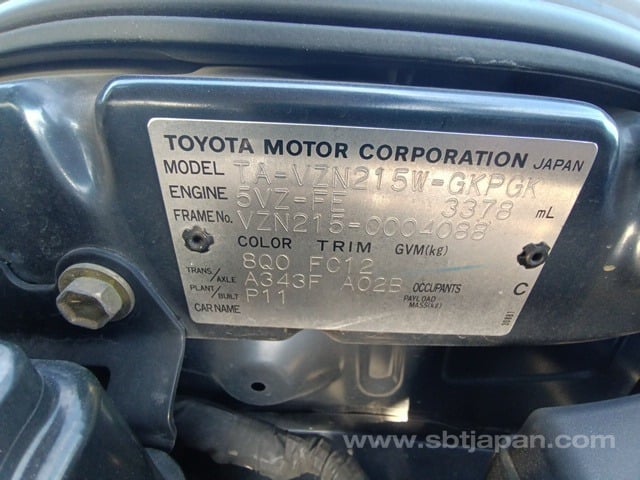 TOYOTA MOTOR CORPORATION JAPAN
MODEL TA-VZN215W-GKPGK
ENGINE 5VZ-FE 3378 mL
FRAME No. VZN215-0004088
COLOR TRIM GVM(kg)
8Q0 FC12
TRANS/AXLE A343F A02B OCCUPANTS C
PLANT/BUILT P11 PAYLOAD MASS(kg)
CAR NAME
www.sbtjapan.com